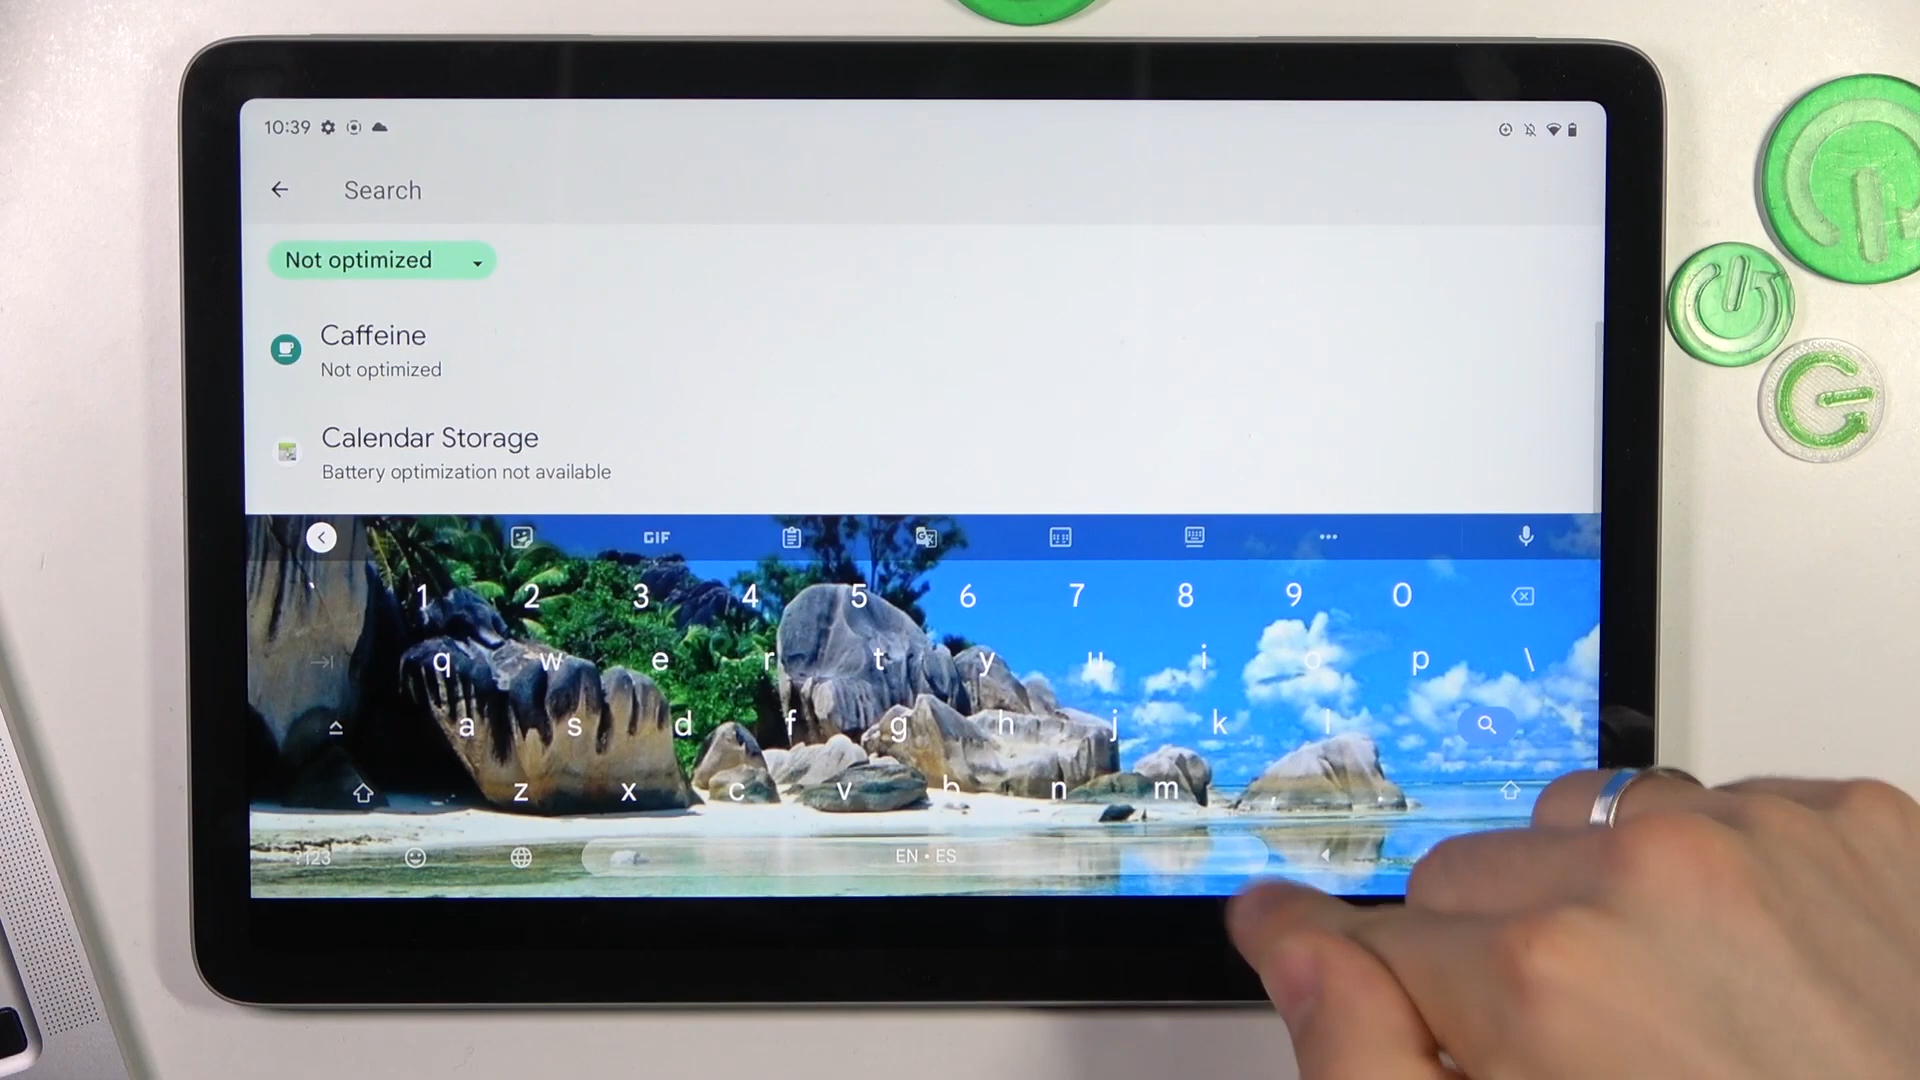 10:39
Search
Not optimized
Caffeine
Not optimized
Calendar Storage
Battery optimization not available
GIF
` 1 2 3 4 5 6 7 8 9 0
q w e r t y u i o p \
a s d f g h j k l
z x c v b n m , .
?123 EN • ES